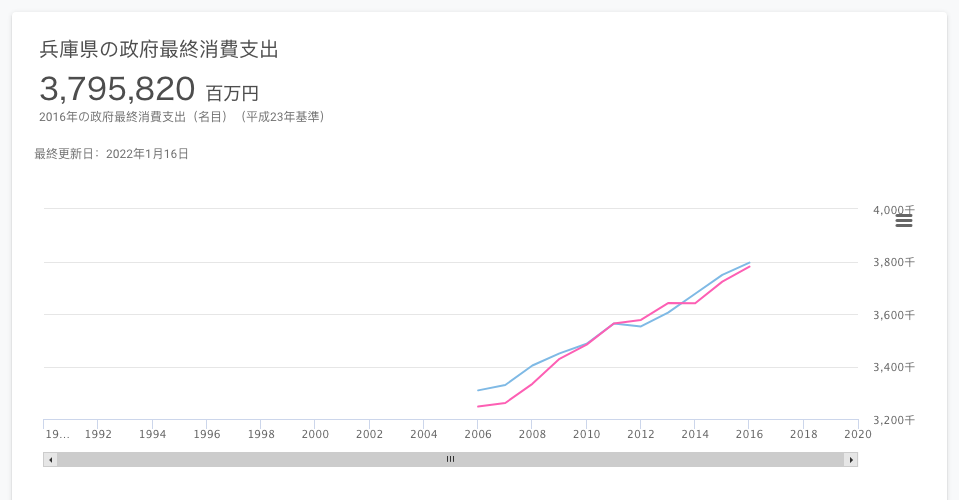 兵庫県の政府最終消費支出
3,795,820 百万円
2016年の政府最終消費支出（名目）（平成23年基準）
最終更新日： 2022年1月16日
4,000千
3,800千
3,600千
3,400千
3,200千
19... 1992 1994 1996 1998 2000 2002 2004 2006 2008 2010 2012 2014 2016 2018 2020